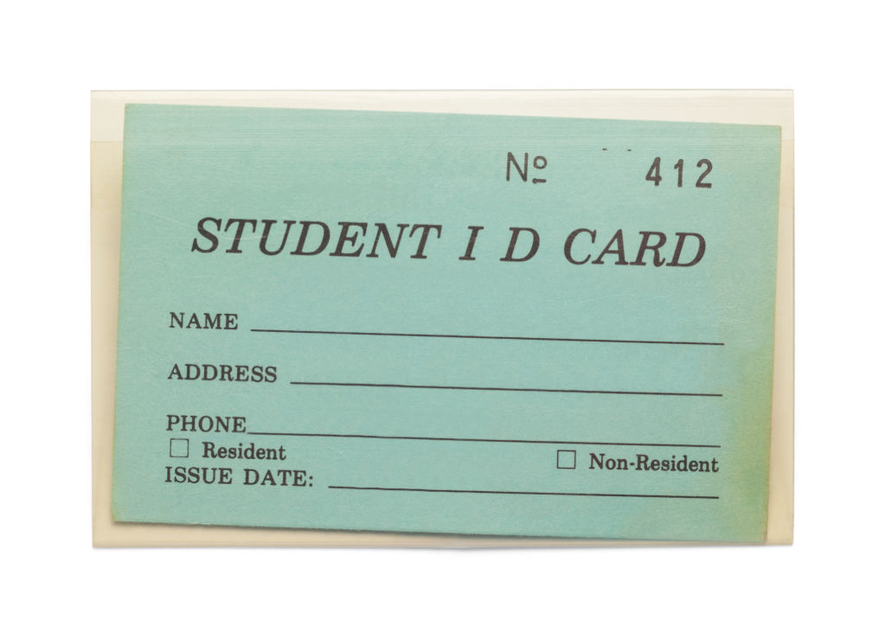 Nº 412
STUDENT I D CARD
NAME
ADDRESS
PHONE
Resident Non-Resident
ISSUE DATE: